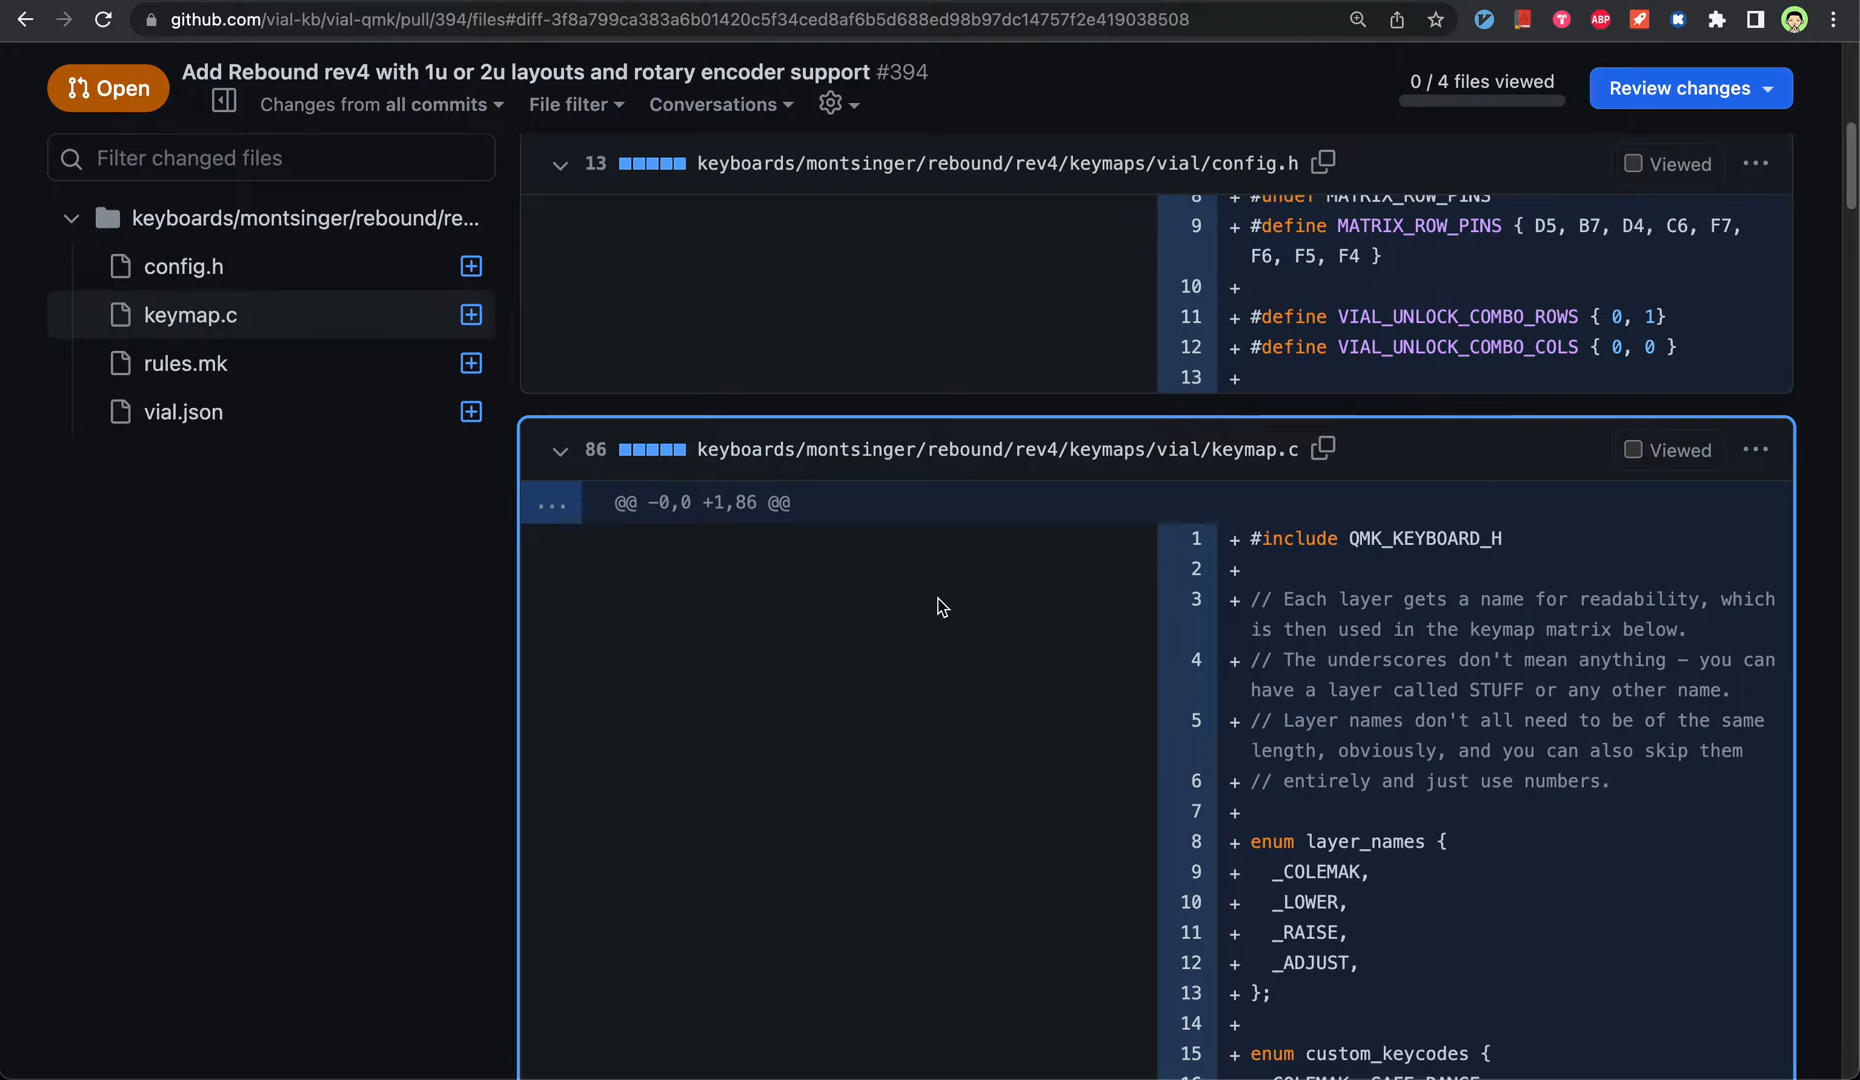 github.com/vial-kb/vial-qmk/pull/394/files#diff-3f8a799ca383a6b01420c5f34ced8af6b5d688ed98b97dc14757f2e419038508
ABP
Open
Add Rebound rev4 with 1u or 2u layouts and rotary encoder support #394
Changes from all commits
File filter
Conversations
0 / 4 files viewed
Review changes
Filter changed files
keyboards/montsinger/rebound/re...
config.h
keymap.c
rules.mk
vial.json
13 keyboards/montsinger/rebound/rev4/keymaps/vial/config.h
Viewed
8 + #undef MATRIX_ROW_PINS
9 + #define MATRIX_ROW_PINS { D5, B7, D4, C6, F7,
F6, F5, F4 }
10 +
11 + #define VIAL_UNLOCK_COMBO_ROWS { 0, 1}
12 + #define VIAL_UNLOCK_COMBO_COLS { 0, 0 }
13 +
86 keyboards/montsinger/rebound/rev4/keymaps/vial/keymap.c
Viewed
... @@ -0,0 +1,86 @@
1 + #include QMK_KEYBOARD_H
2 +
3 + // Each layer gets a name for readability, which
is then used in the keymap matrix below.
4 + // The underscores don't mean anything - you can
have a layer called STUFF or any other name.
5 + // Layer names don't all need to be of the same
length, obviously, and you can also skip them
6 + // entirely and just use numbers.
7 +
8 + enum layer_names {
9 + _COLEMAK,
10 + _LOWER,
11 + _RAISE,
12 + _ADJUST,
13 + };
14 +
15 + enum custom_keycodes {